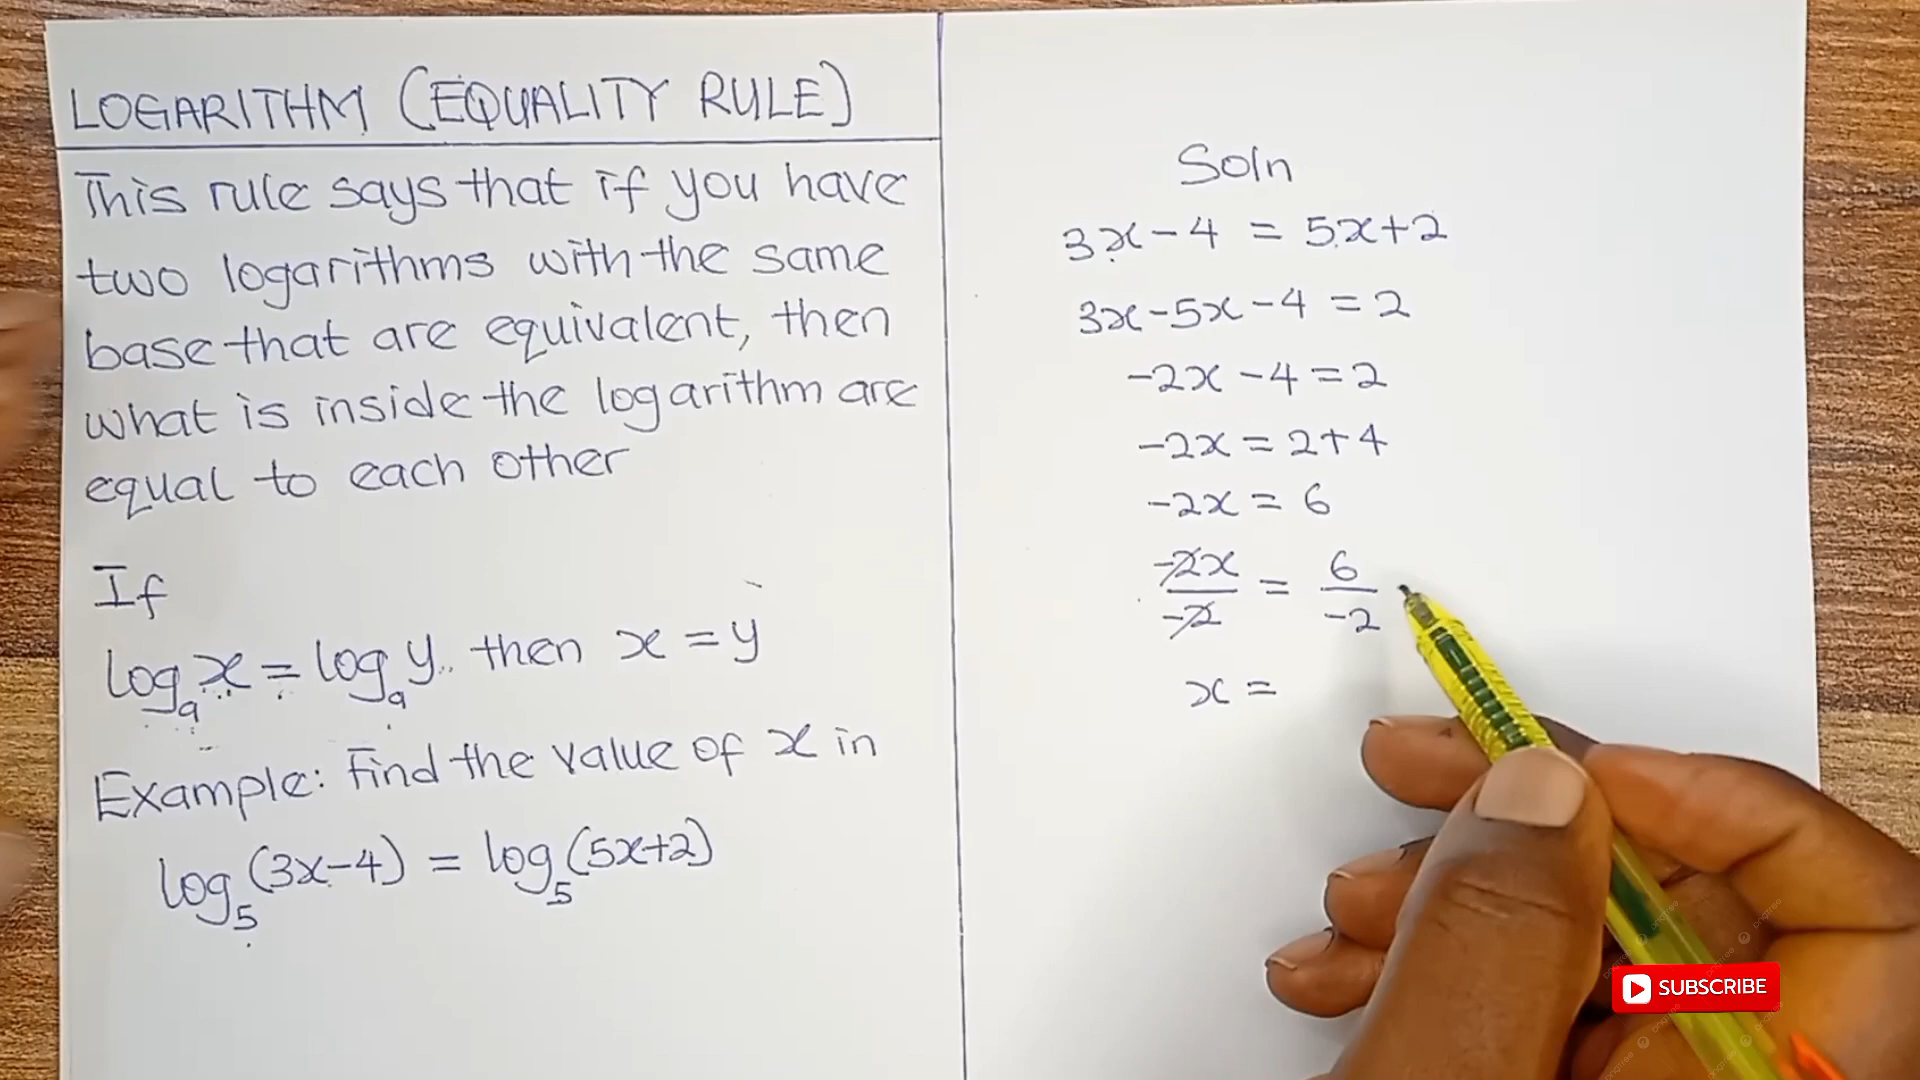 LOGARITHM (EQUALITY RULE)
This rule says that if you have
two logarithms with the same
base that are equivalent, then
what is inside the logarithm are
equal to each other
If
logₐx = logₐy, then x = y
Example: Find the value of x in
log₅(3x-4) = log₅(5x+2)
Soln
3x-4 = 5x+2
3x-5x-4 = 2
-2x-4 = 2
-2x = 2+4
-2x = 6
-2x/-2 = 6/-2
x =
SUBSCRIBE